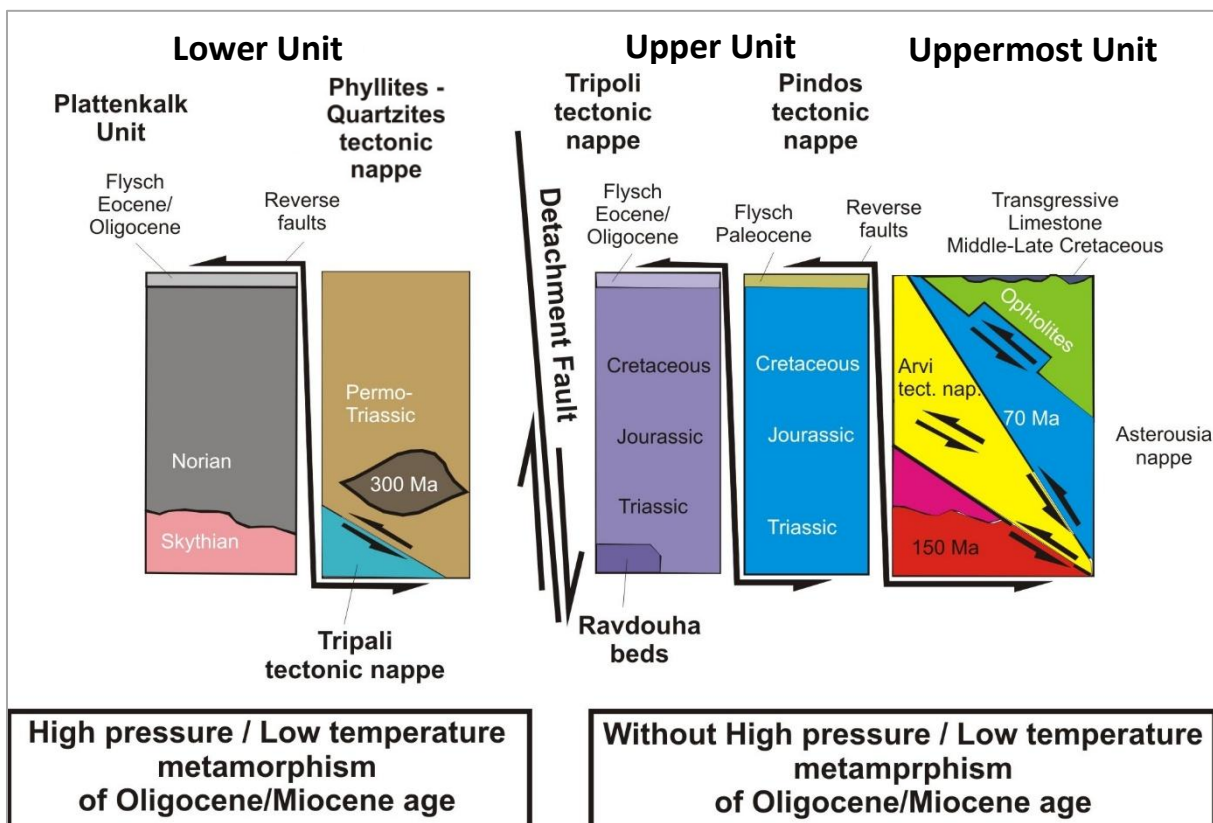 Lower Unit
Upper Unit
Uppermost Unit
Plattenkalk
Unit
Phyllites -
Quartzites
tectonic
nappe
Tripoli
tectonic
nappe
Pindos
tectonic
nappe
Flysch
Eocene/
Oligocene
Reverse
faults
Detachment Fault
Flysch
Eocene/
Oligocene
Flysch
Paleocene
Reverse
faults
Transgressive
Limestone
Middle-Late Cretaceous
Norian
Skythian
Permo-
Triassic
300 Ma
Cretaceous
Jourassic
Triassic
Cretaceous
Jourassic
Triassic
Ophiolites
Arvi
tect. nap.
70 Ma
150 Ma
Asterousia
nappe
Tripali
tectonic nappe
Ravdouha
beds
High pressure / Low temperature
metamorphism
of Oligocene/Miocene age
Without High pressure / Low temperature
metamprphism
of Oligocene/Miocene age